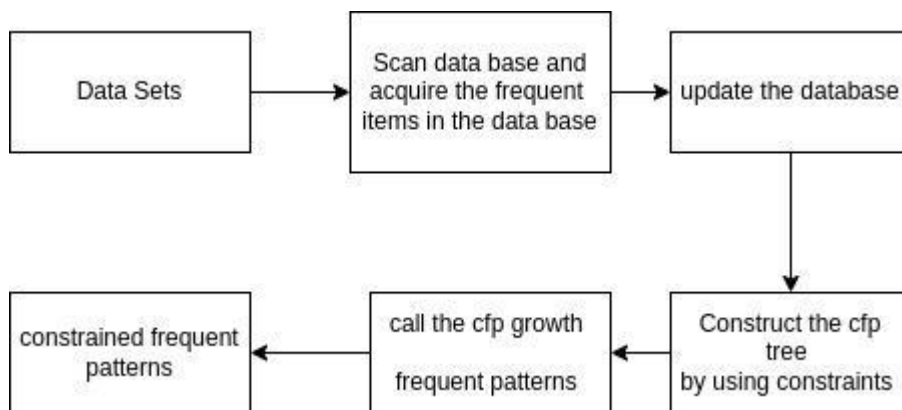 Data Sets
Scan data base and
acquire the frequent
items in the data base
update the database
Construct the cfp
tree
by using constraints
call the cfp growth
frequent patterns
constrained frequent
patterns